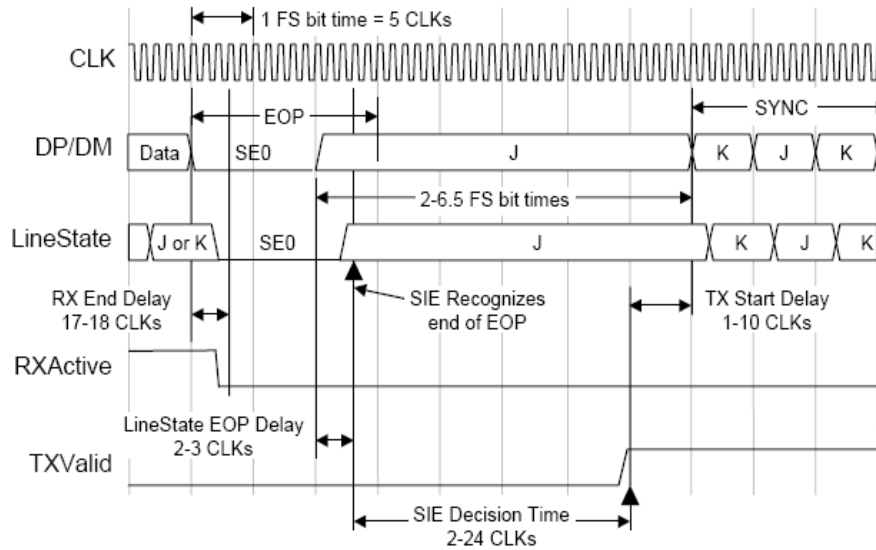 1 FS bit time = 5 CLKs
CLK
EOP
SYNC
DP/DM
Data
SE0
J
K
J
K
2-6.5 FS bit times
LineState
J or K
SE0
J
K
J
K
RX End Delay
17-18 CLKs
SIE Recognizes
end of EOP
TX Start Delay
1-10 CLKs
RXActive
LineState EOP Delay
2-3 CLKs
TXValid
SIE Decision Time
2-24 CLKs